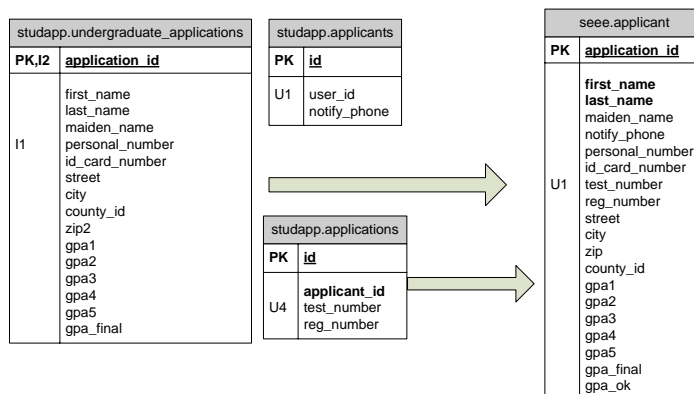 studapp.undergraduate_applications
PK,I2 application_id
first_name
last_name
maiden_name
I1 personal_number
id_card_number
street
city
county_id
zip2
gpa1
gpa2
gpa3
gpa4
gpa5
gpa_final
studapp.applicants
PK id
U1 user_id
notify_phone
studapp.applications
PK id
applicant_id
U4 test_number
reg_number
seee.applicant
PK application_id
first_name
last_name
maiden_name
notify_phone
personal_number
id_card_number
U1 test_number
reg_number
street
city
zip
county_id
gpa1
gpa2
gpa3
gpa4
gpa5
gpa_final
gpa_ok